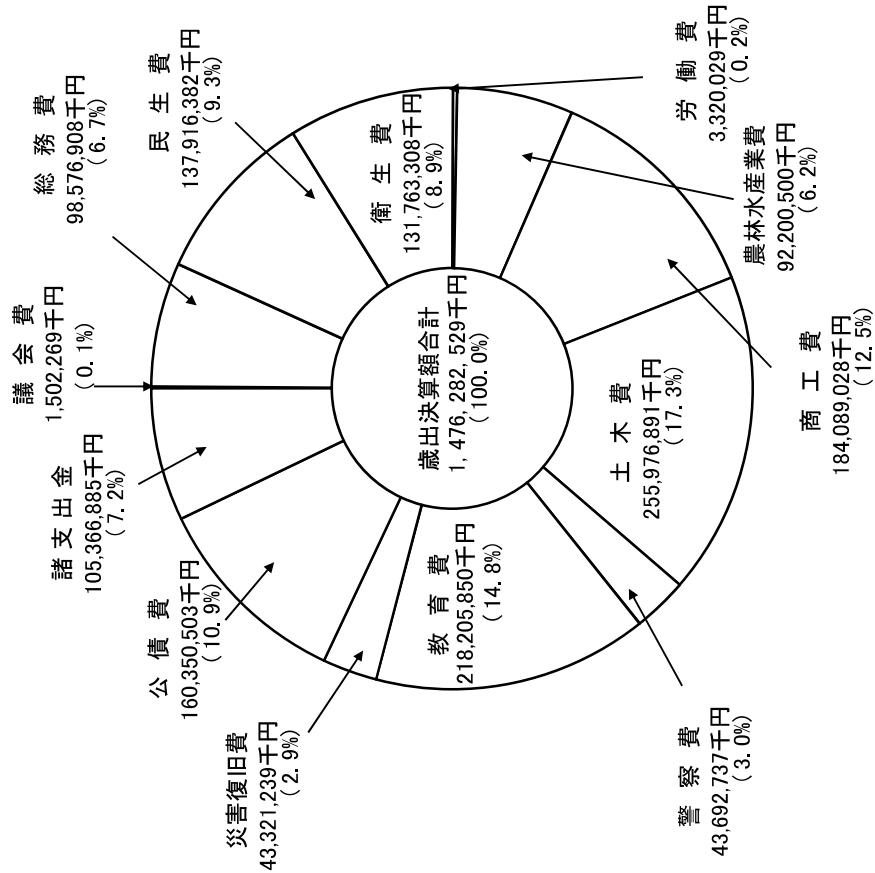 歳出決算額合計
1,476,282,529千円
(100.0%)
議 会 費
1,502,269千円
(0.1%)
総 務 費
98,576,908千円
(6.7%)
民 生 費
137,916,382千円
(9.3%)
衛 生 費
131,763,308千円
(8.9%)
労 働 費
3,320,029千円
(0.2%)
農林水産業費
92,200,500千円
(6.2%)
商 工 費
184,089,028千円
(12.5%)
土 木 費
255,976,891千円
(17.3%)
警 察 費
43,692,737千円
(3.0%)
教 育 費
218,205,850千円
(14.8%)
災害復旧費
43,321,239千円
(2.9%)
公 債 費
160,350,503千円
(10.9%)
諸 支 出 金
105,366,885千円
(7.2%)